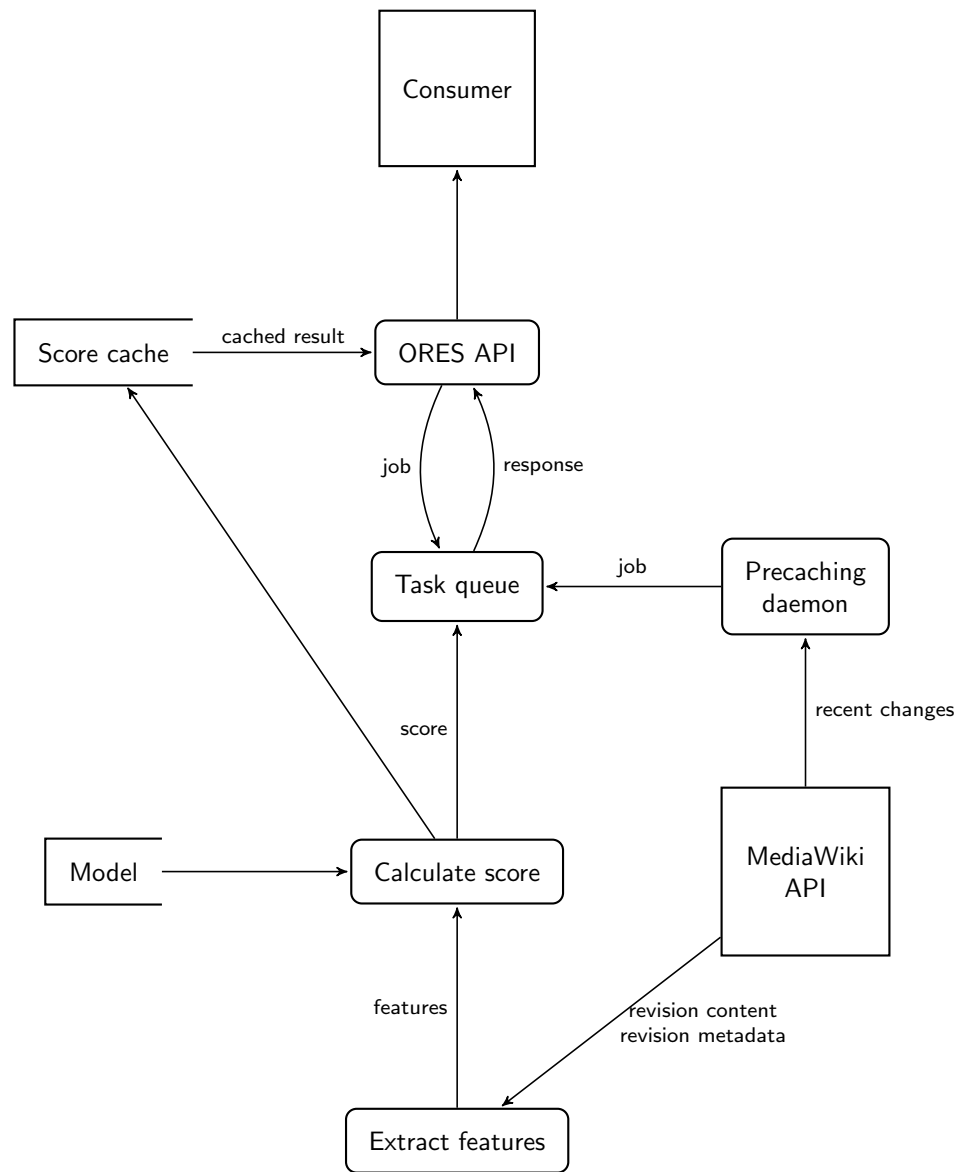 Consumer
Score cache
cached result
ORES API
job
response
Task queue
job
Precaching
daemon
score
recent changes
Model
Calculate score
MediaWiki
API
features
revision content
revision metadata
Extract features